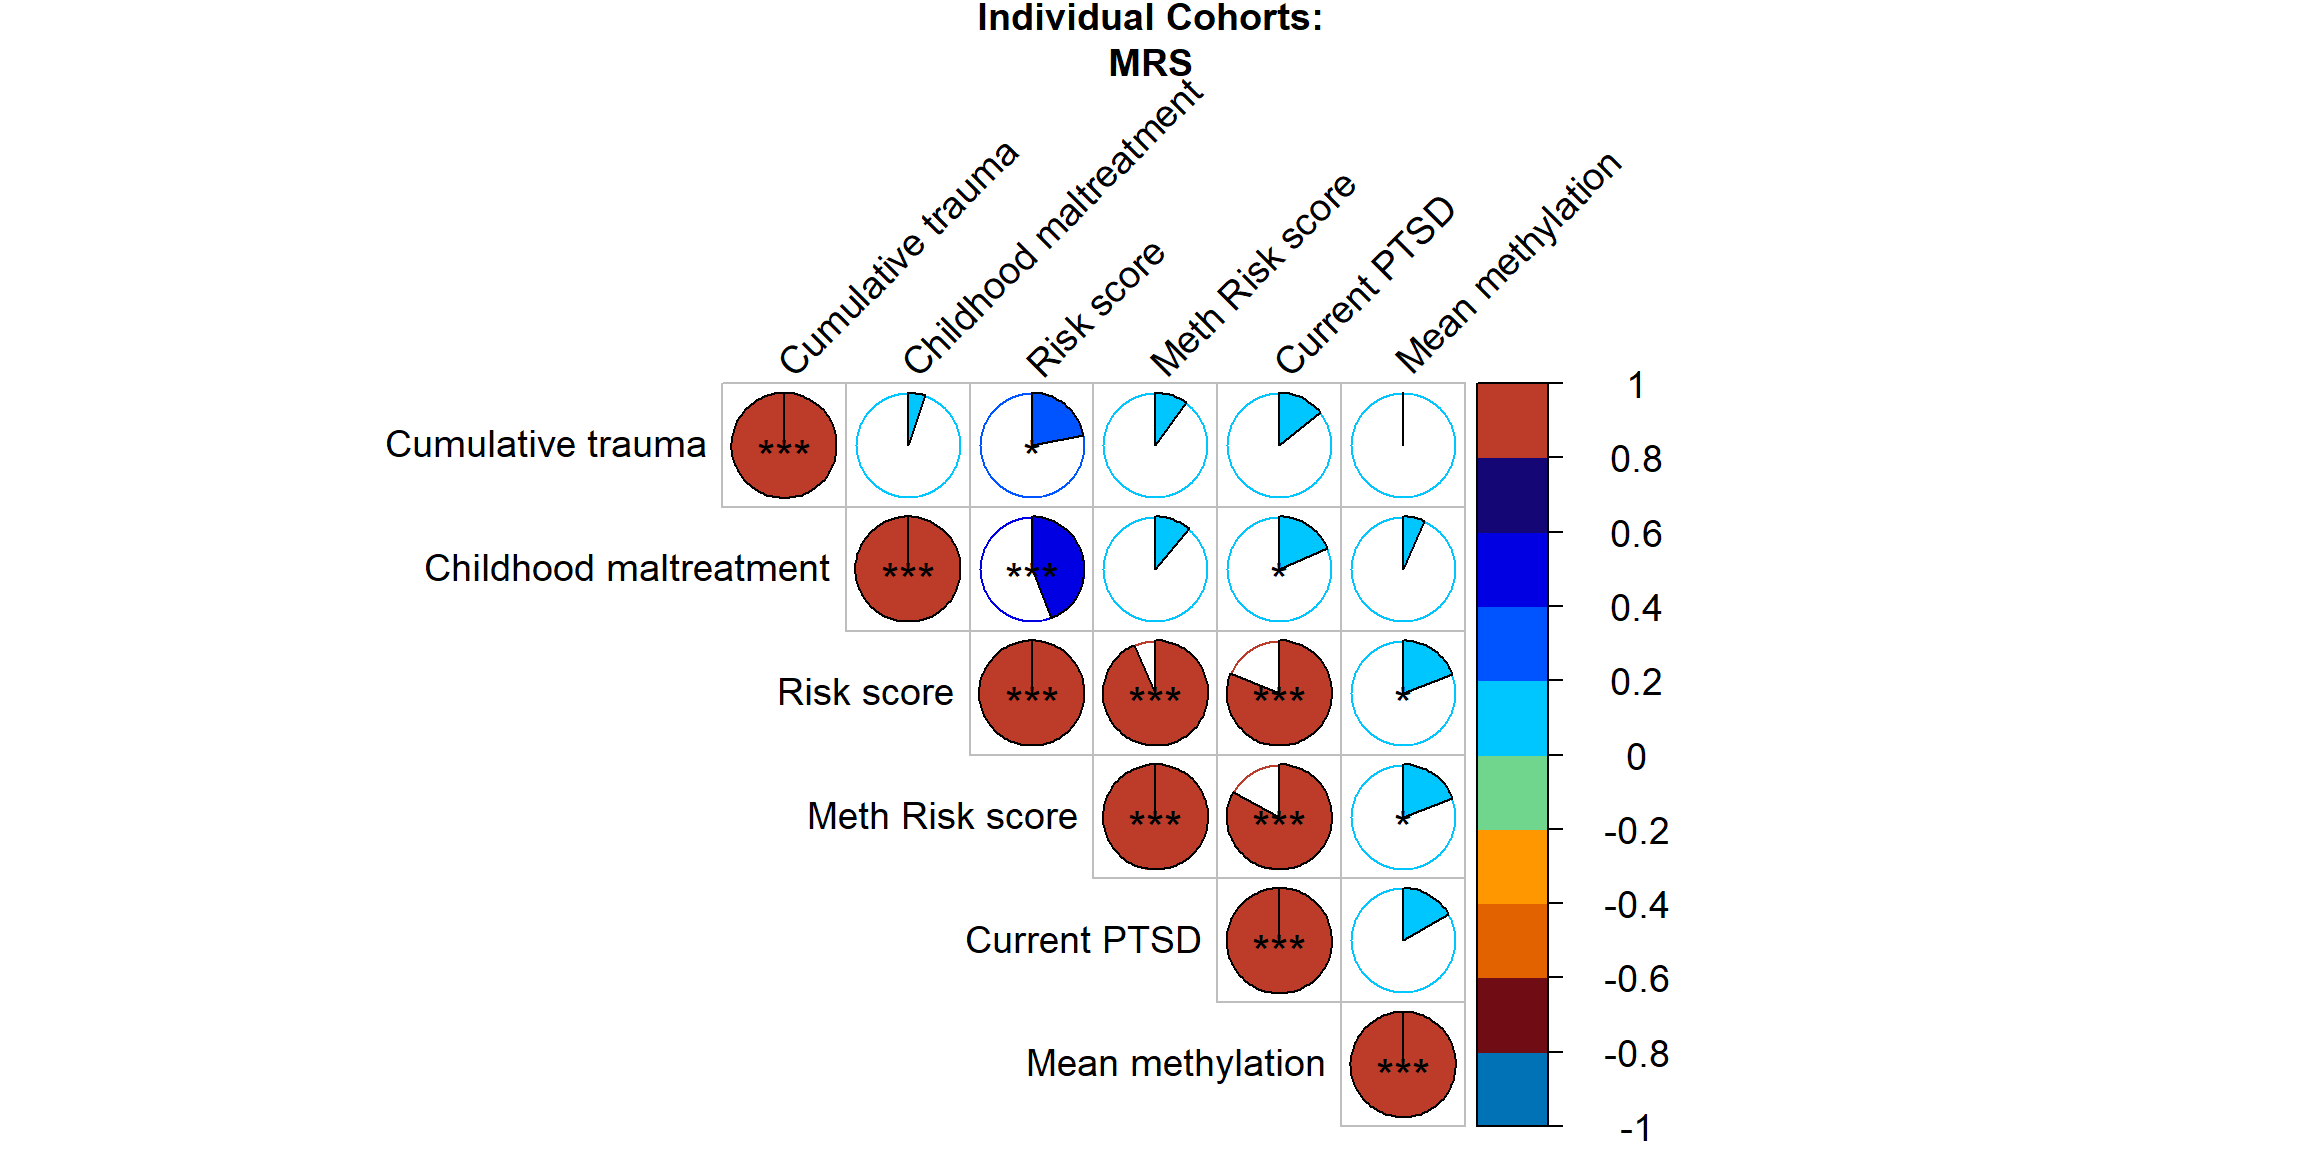 Individual Cohorts:
MRS
Cumulative trauma
Childhood maltreatment
Risk score
Meth Risk score
Current PTSD
Mean methylation
Cumulative trauma
*** *
Childhood maltreatment
*** *** *
Risk score
*** *** *** *
Meth Risk score
*** *** *
Current PTSD
***
Mean methylation
***
1
0.8
0.6
0.4
0.2
0
-0.2
-0.4
-0.6
-0.8
-1